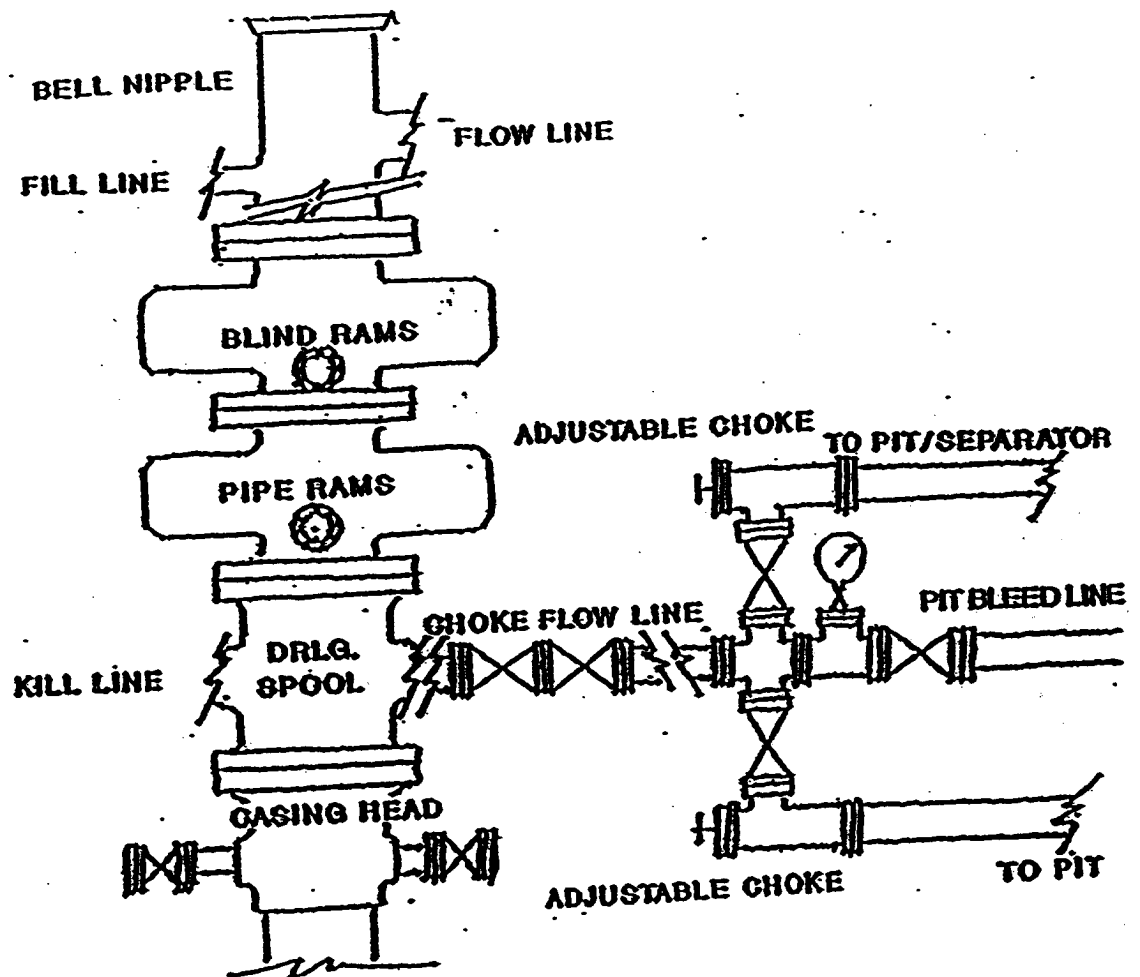 BELL NIPPLE
FLOW LINE
FILL LINE
BLIND RAMS
ADJUSTABLE CHOKE
TO PIT/SEPARATOR
PIPE RAMS
CHOKE FLOW LINE
PIT BLEED LINE
DRLG.
SPOOL
KILL LINE
CASING HEAD
ADJUSTABLE CHOKE
TO PIT